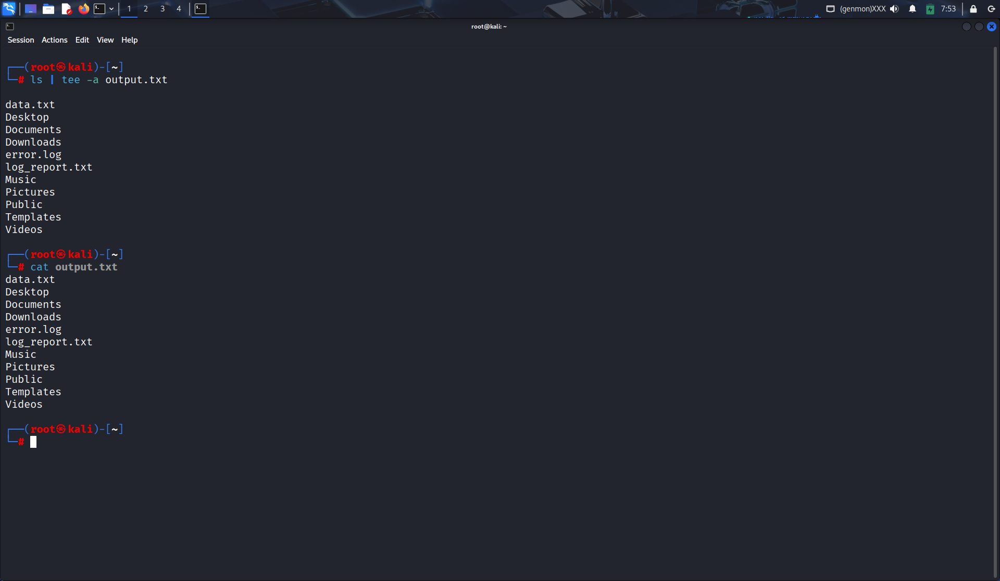 1 2 3 4 (genmon)XXX 7:53
root@kali: ~
Session Actions Edit View Help
┌──(root㉿kali)-[~]
└─# ls | tee -a output.txt
data.txt
Desktop
Documents
Downloads
error.log
log_report.txt
Music
Pictures
Public
Templates
Videos
┌──(root㉿kali)-[~]
└─# cat output.txt
data.txt
Desktop
Documents
Downloads
error.log
log_report.txt
Music
Pictures
Public
Templates
Videos
┌──(root㉿kali)-[~]
└─#